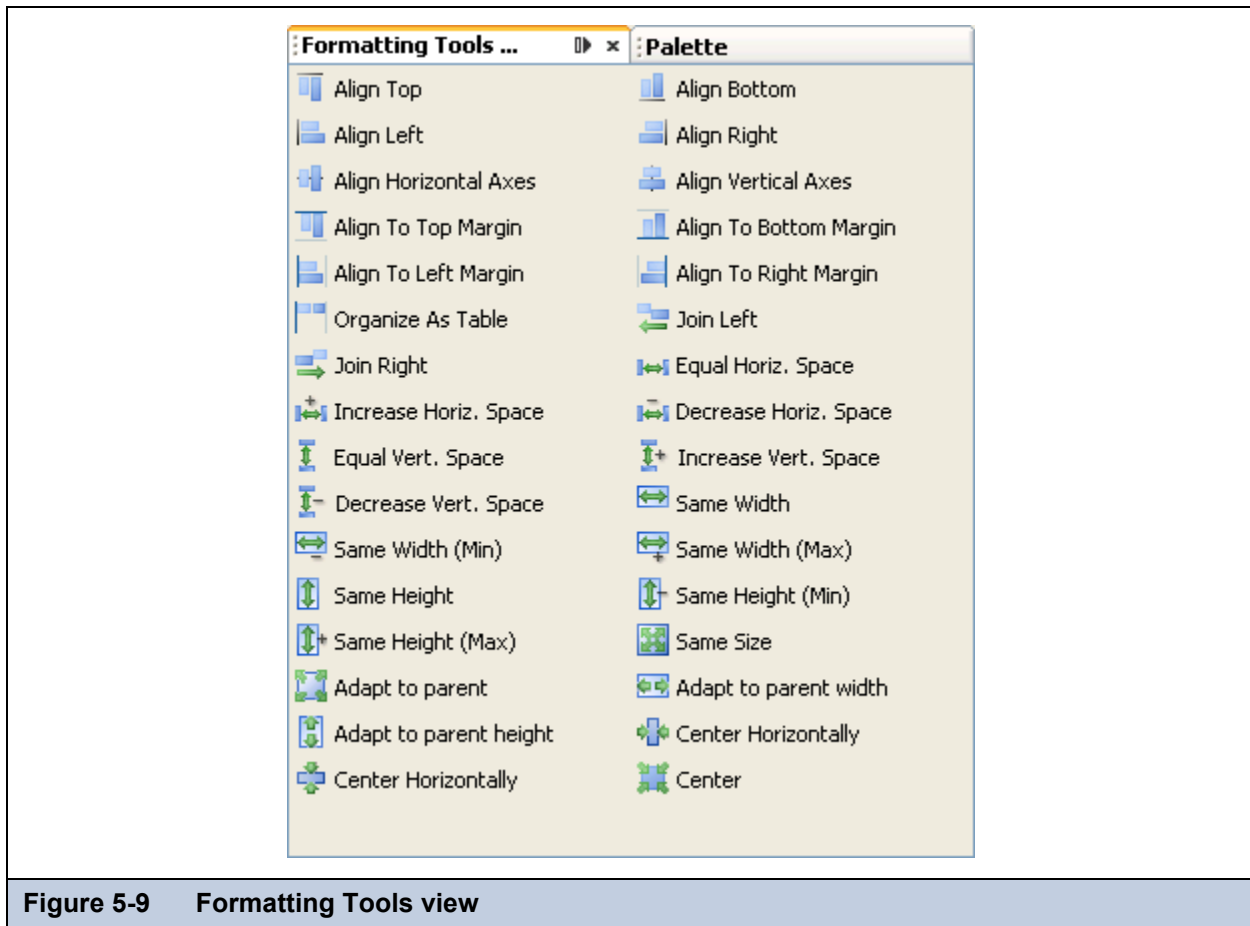 Formatting Tools ... Palette
Align Top Align Bottom
Align Left Align Right
Align Horizontal Axes Align Vertical Axes
Align To Top Margin Align To Bottom Margin
Align To Left Margin Align To Right Margin
Organize As Table Join Left
Join Right Equal Horiz. Space
Increase Horiz. Space Decrease Horiz. Space
Equal Vert. Space Increase Vert. Space
Decrease Vert. Space Same Width
Same Width (Min) Same Width (Max)
Same Height Same Height (Min)
Same Height (Max) Same Size
Adapt to parent Adapt to parent width
Adapt to parent height Center Horizontally
Center Horizontally Center
Figure 5-9 Formatting Tools view